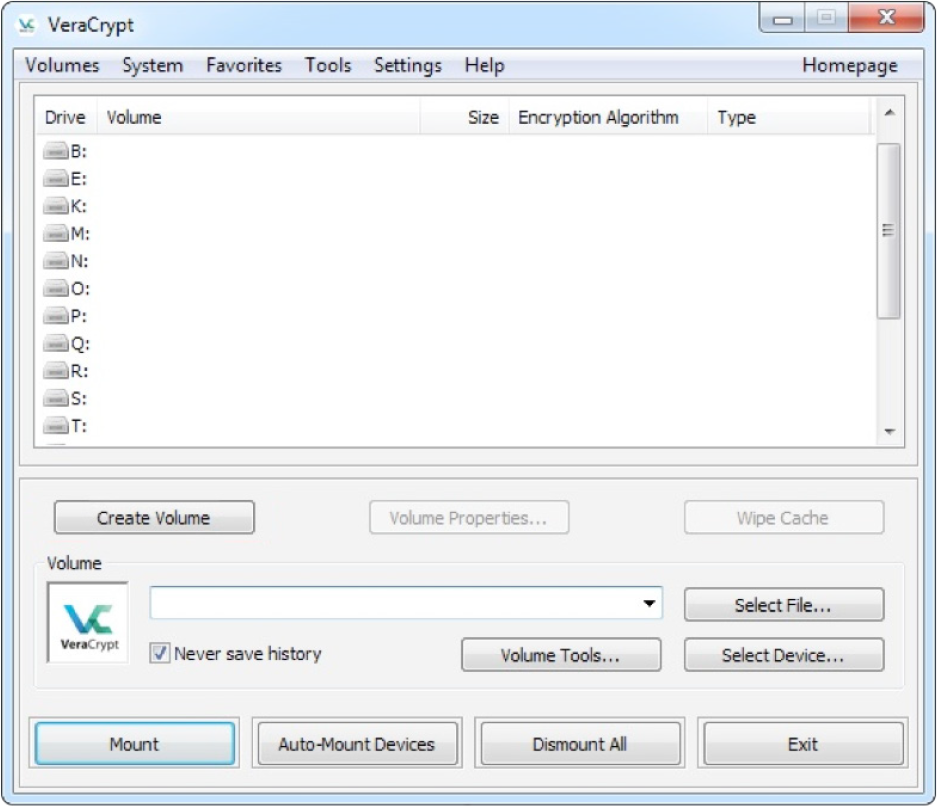 VeraCrypt
Volumes System Favorites Tools Settings Help Homepage
Drive Volume Size Encryption Algorithm Type
B:
E:
K:
M:
N:
O:
P:
Q:
R:
S:
T:
Create Volume Volume Properties... Wipe Cache
Volume
VeraCrypt
Select File...
Never save history Volume Tools... Select Device...
Mount Auto-Mount Devices Dismount All Exit